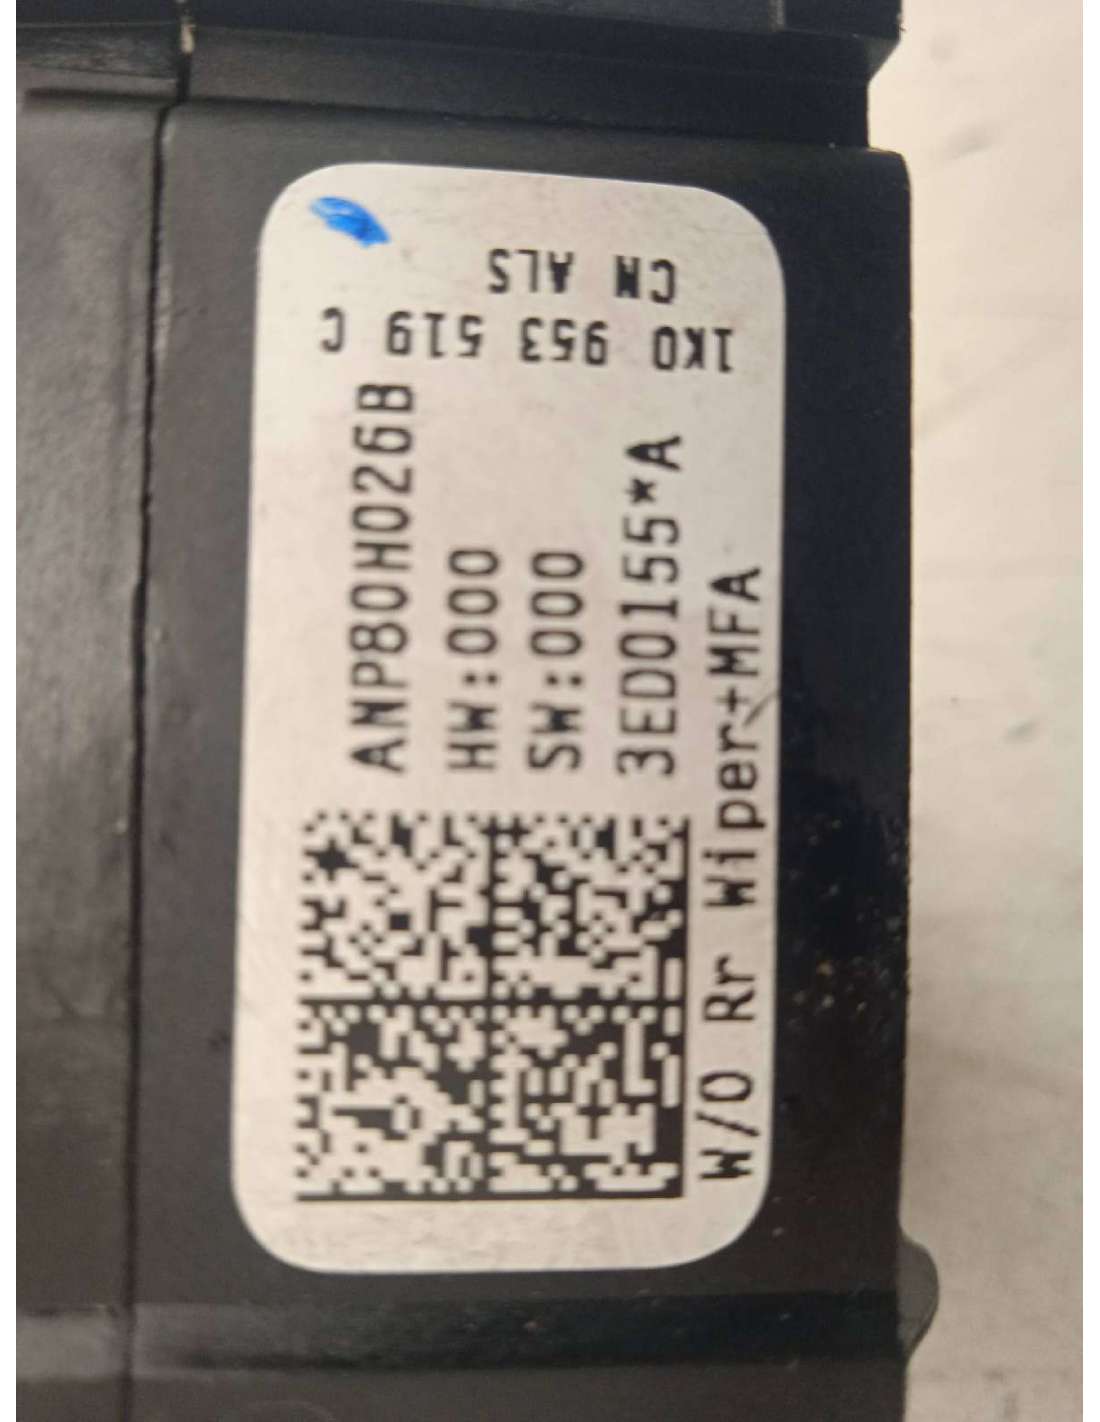 1K0 953 519 C
CN ALS
ANP80H026B
HW:000
SW:000
3ED0155*A
W/O Rr Wiper+MFA